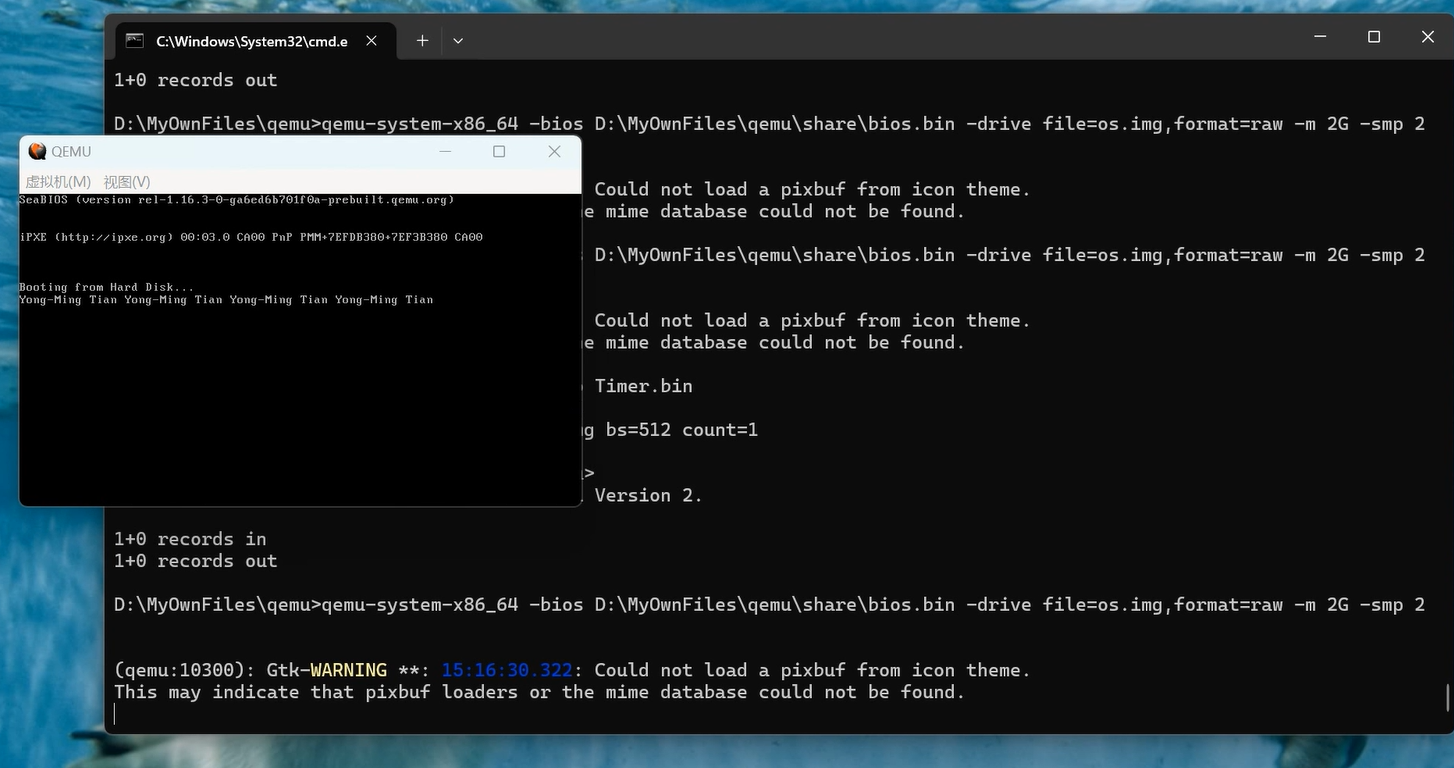 C:\Windows\System32\cmd.e
1+0 records out
D:\MyOwnFiles\qemu>qemu-system-x86_64 -bios D:\MyOwnFiles\qemu\share\bios.bin -drive file=os.img,format=raw -m 2G -smp 2
QEMU
虚拟机(M) 视图(V)
SeaBIOS (version rel-1.16.3-0-ga6ed6b701f0a-prebuilt.qemu.org)
iPXE (http://ipxe.org) 00:03.0 CA00 PnP PMM+7EFDB380+7EF3B380 CA00
Booting from Hard Disk...
Yong-Ming Tian Yong-Ming Tian Yong-Ming Tian Yong-Ming Tian
Could not load a pixbuf from icon theme.
e mime database could not be found.
D:\MyOwnFiles\qemu\share\bios.bin -drive file=os.img,format=raw -m 2G -smp 2
Could not load a pixbuf from icon theme.
e mime database could not be found.
Timer.bin
g bs=512 count=1
>
Version 2.
1+0 records in
1+0 records out
D:\MyOwnFiles\qemu>qemu-system-x86_64 -bios D:\MyOwnFiles\qemu\share\bios.bin -drive file=os.img,format=raw -m 2G -smp 2
(qemu:10300): Gtk-WARNING **: 15:16:30.322: Could not load a pixbuf from icon theme.
This may indicate that pixbuf loaders or the mime database could not be found.